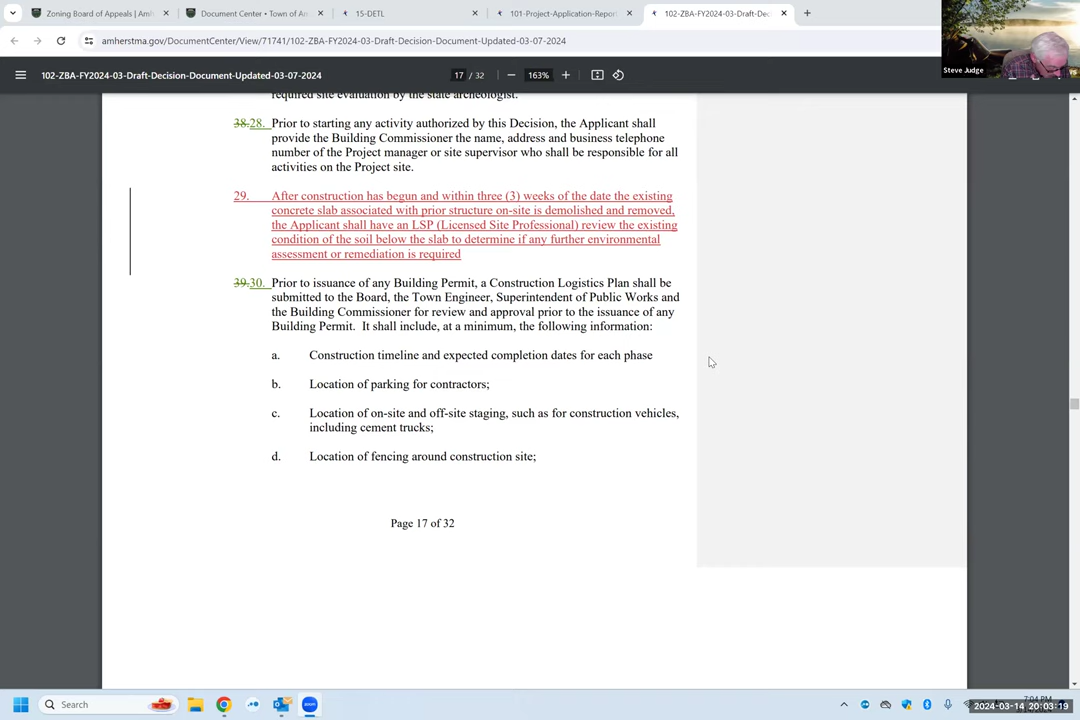 Zoning Board of Appeals | Amh
Document Center • Town of Am
15-DETL
101-Project-Application-Report
102-ZBA-FY2024-03-Draft-Dec
amherstma.gov/DocumentCenter/View/71741/102-ZBA-FY2024-03-Draft-Decision-Document-Updated-03-07-2024
Steve Judge
102-ZBA-FY2024-03-Draft-Decision-Document-Updated-03-07-2024
17 / 32
163%
required site evaluation by the state archeologist.
38.28. Prior to starting any activity authorized by this Decision, the Applicant shall
provide the Building Commissioner the name, address and business telephone
number of the Project manager or site supervisor who shall be responsible for all
activities on the Project site.
29. After construction has begun and within three (3) weeks of the date the existing
concrete slab associated with prior structure on-site is demolished and removed,
the Applicant shall have an LSP (Licensed Site Professional) review the existing
condition of the soil below the slab to determine if any further environmental
assessment or remediation is required
39.30. Prior to issuance of any Building Permit, a Construction Logistics Plan shall be
submitted to the Board, the Town Engineer, Superintendent of Public Works and
the Building Commissioner for review and approval prior to the issuance of any
Building Permit. It shall include, at a minimum, the following information:
a. Construction timeline and expected completion dates for each phase
b. Location of parking for contractors;
c. Location of on-site and off-site staging, such as for construction vehicles,
including cement trucks;
d. Location of fencing around construction site;
Page 17 of 32
Search
7:04 PM
2024-03-14 20:03:19